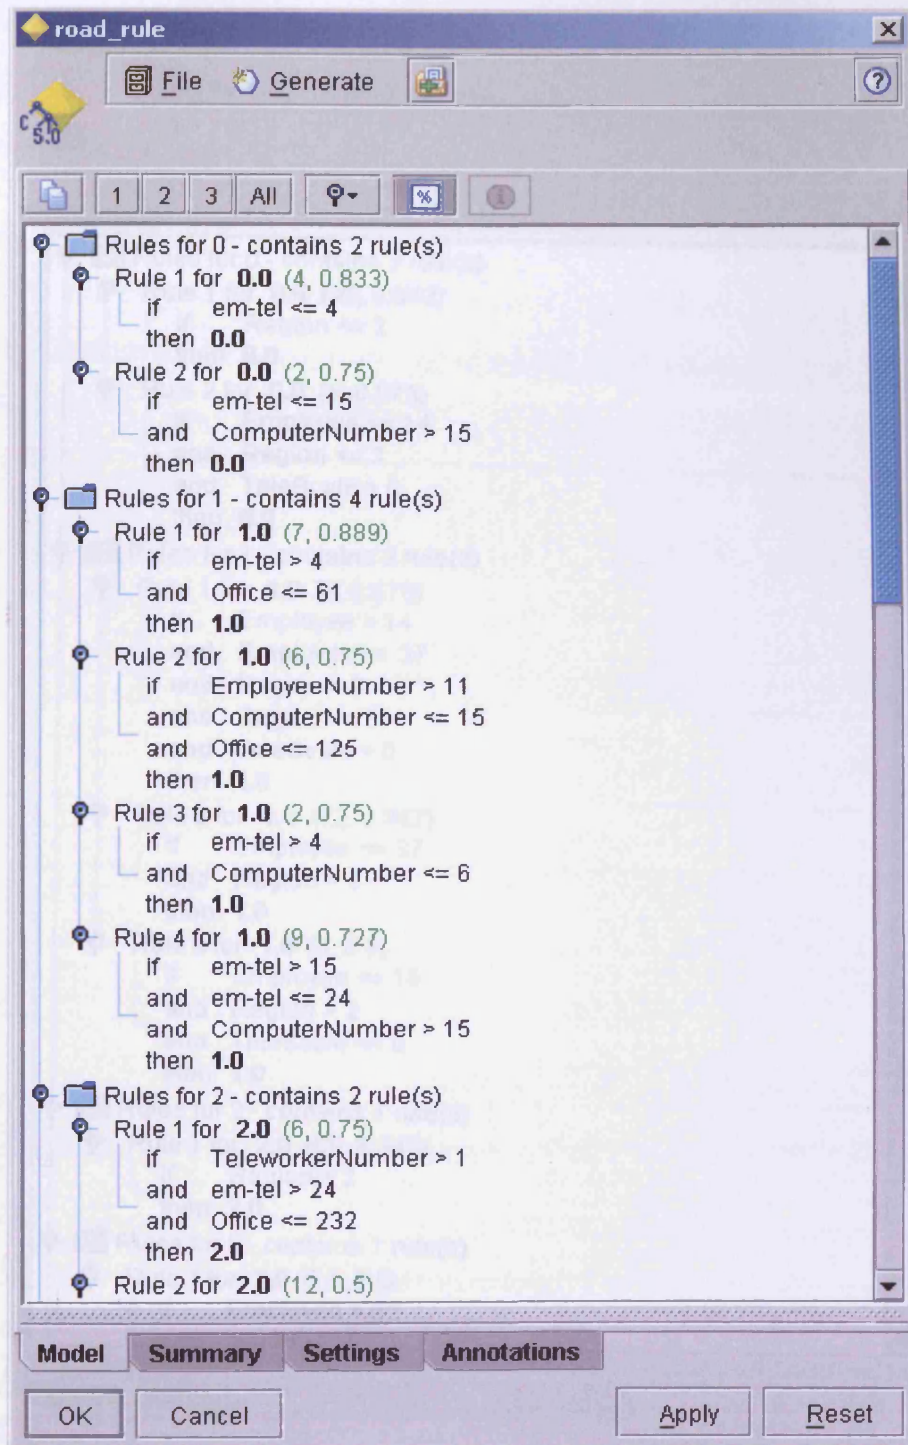 road_rule
File Generate
C 5.0
1 2 3 All %
Rules for 0 - contains 2 rule(s)
Rule 1 for 0.0 (4, 0.833)
if em-tel <= 4
then 0.0
Rule 2 for 0.0 (2, 0.75)
if em-tel <= 15
and ComputerNumber > 15
then 0.0
Rules for 1 - contains 4 rule(s)
Rule 1 for 1.0 (7, 0.889)
if em-tel > 4
and Office <= 61
then 1.0
Rule 2 for 1.0 (6, 0.75)
if EmployeeNumber > 11
and ComputerNumber <= 15
and Office <= 125
then 1.0
Rule 3 for 1.0 (2, 0.75)
if em-tel > 4
and ComputerNumber <= 6
then 1.0
Rule 4 for 1.0 (9, 0.727)
if em-tel > 15
and em-tel <= 24
and ComputerNumber > 15
then 1.0
Rules for 2 - contains 2 rule(s)
Rule 1 for 2.0 (6, 0.75)
if TeleworkerNumber > 1
and em-tel > 24
and Office <= 232
then 2.0
Rule 2 for 2.0 (12, 0.5)
Model Summary Settings Annotations
OK Cancel Apply Reset